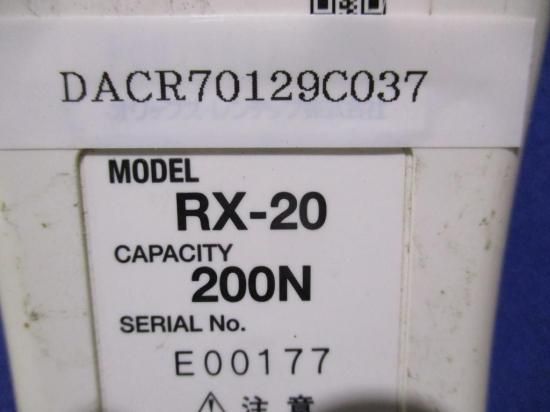 DACR70129C037
MODEL
RX-20
CAPACITY
200N
SERIAL No.
E00177
⚠ 注意